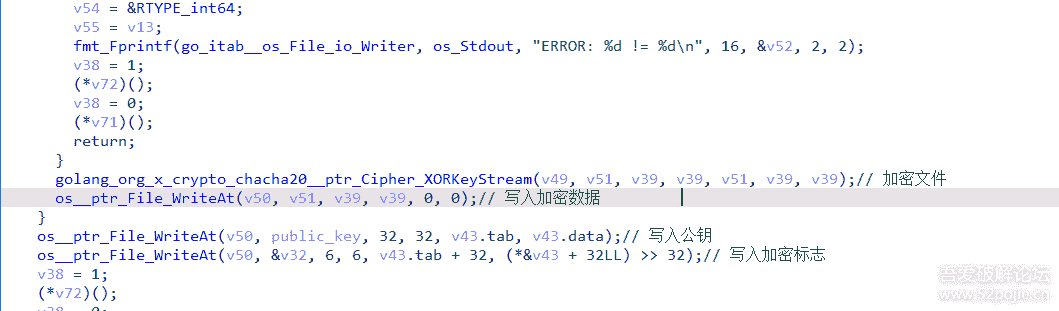 v54 = &RTYPE_int64;
v55 = v13;
fmt_Fprintf(go_itab__os_File_io_Writer, os_Stdout, "ERROR: %d != %d\n", 16, &v52, 2, 2);
v38 = 1;
(*v72)();
v38 = 0;
(*v71)();
return;
}
golang_org_x_crypto_chacha20__ptr_Cipher_XORKeyStream(v49, v51, v39, v39, v51, v39, v39);// 加密文件
os__ptr_File_WriteAt(v50, v51, v39, v39, 0, 0);// 写入加密数据
}
os__ptr_File_WriteAt(v50, public_key, 32, 32, v43.tab, v43.data);// 写入公钥
os__ptr_File_WriteAt(v50, &v32, 6, 6, v43.tab + 32, (*&v43 + 32LL) >> 32);// 写入加密标志
v38 = 1;
(*v72)();
v38 = 0;
吾爱破解论坛
www.52pojie.cn